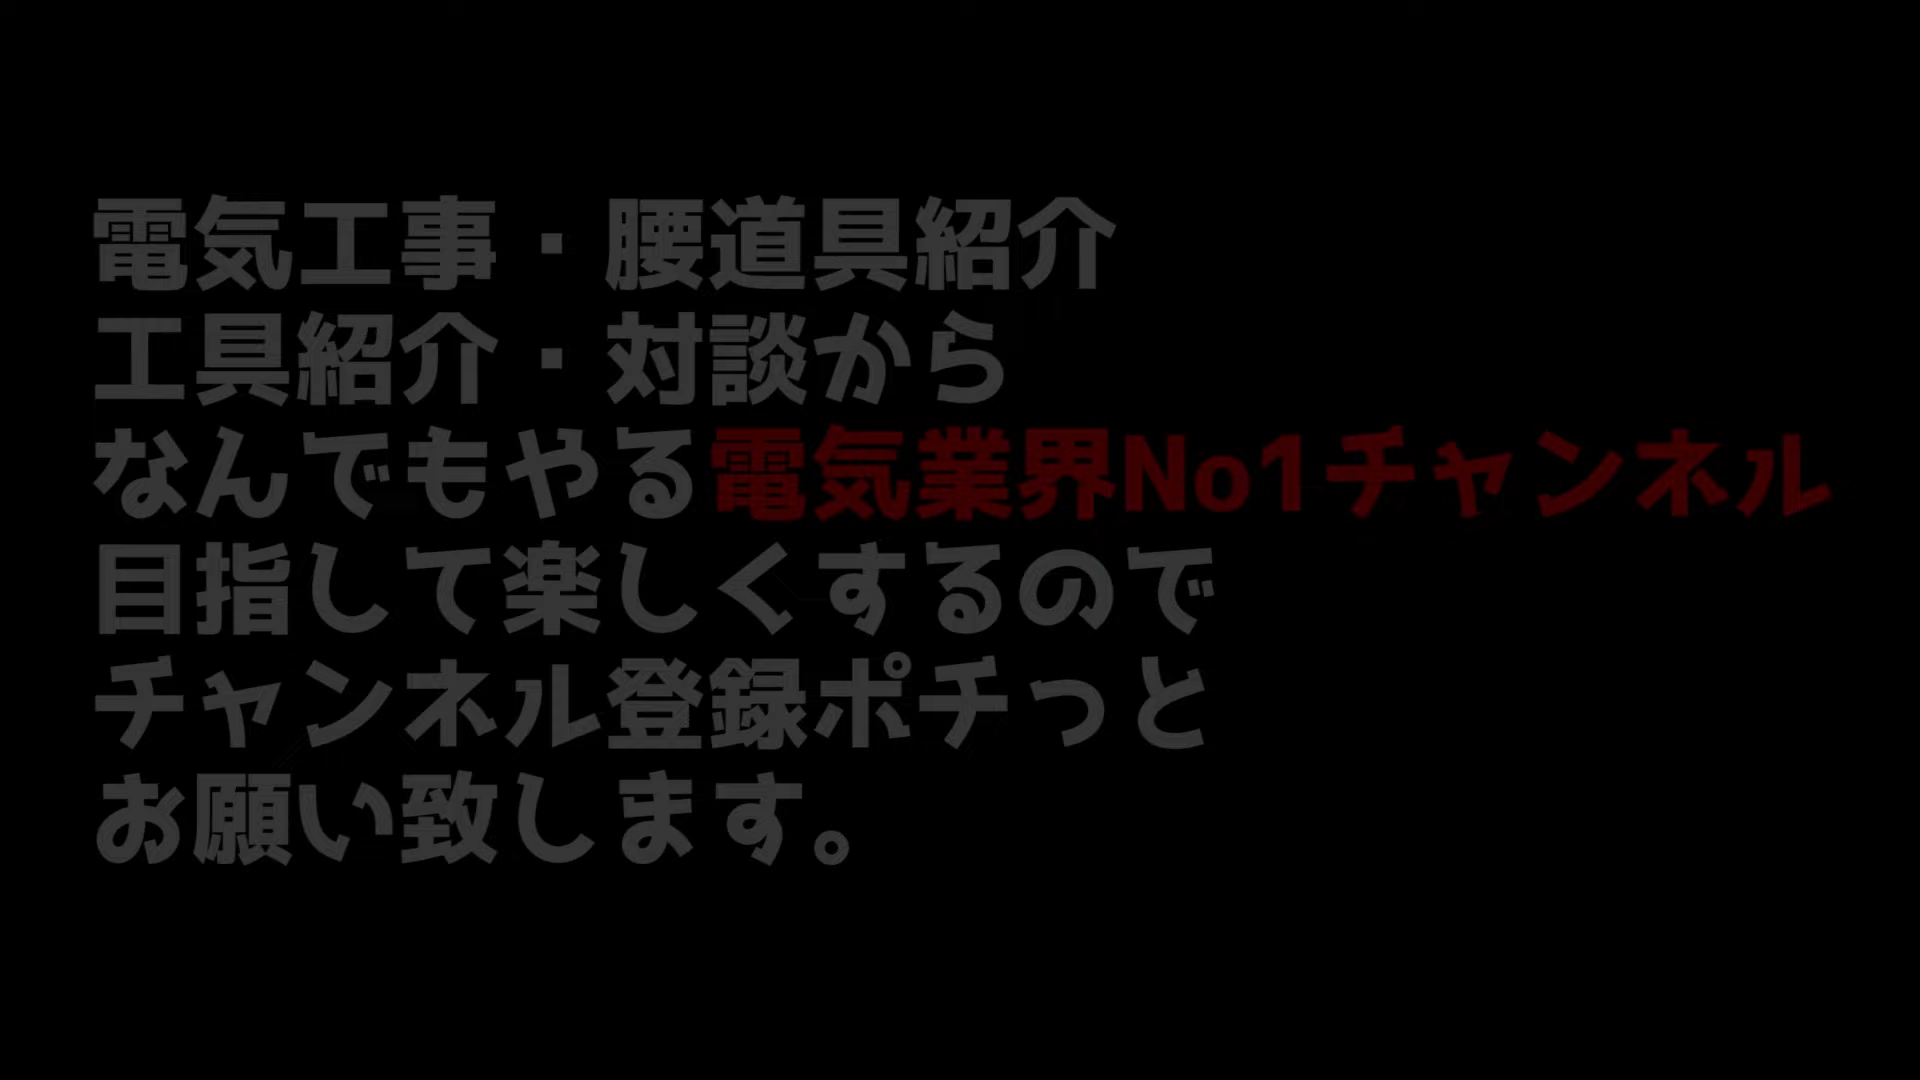 電気工事・腰道具紹介
工具紹介・対談から
なんでもやる電気業界No1チャンネル
目指して楽しくするので
チャンネル登録ポチっと
お願い致します。